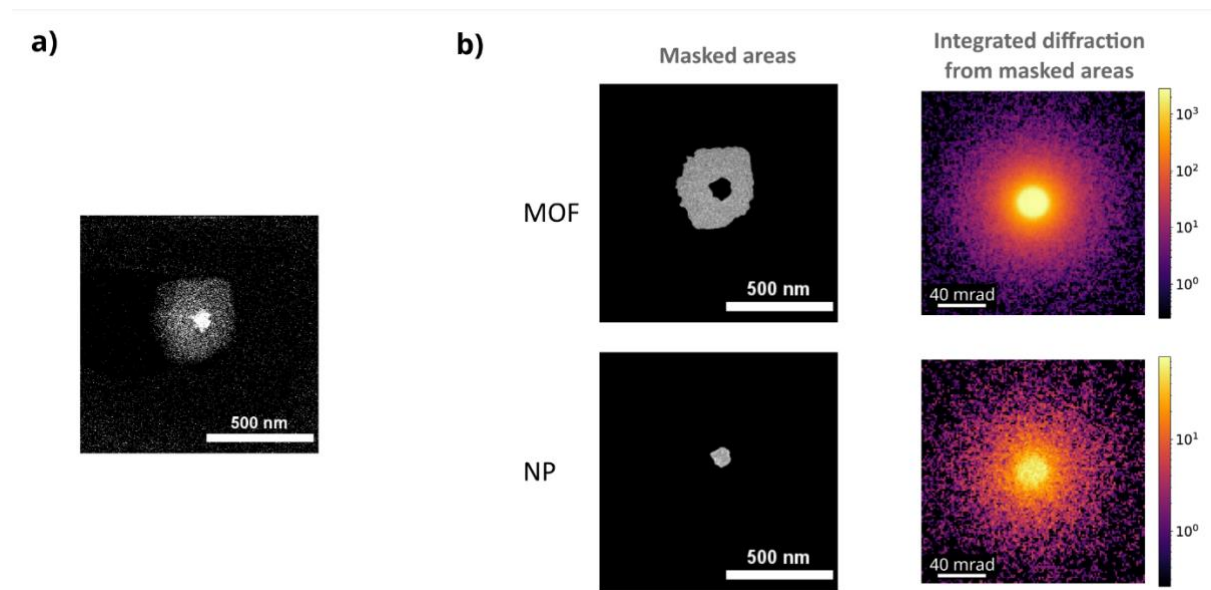 a)
500 nm
b)
Masked areas
Integrated diffraction
from masked areas
MOF
500 nm
40 mrad
10³
10²
10¹
10⁰
NP
500 nm
40 mrad
10¹
10⁰